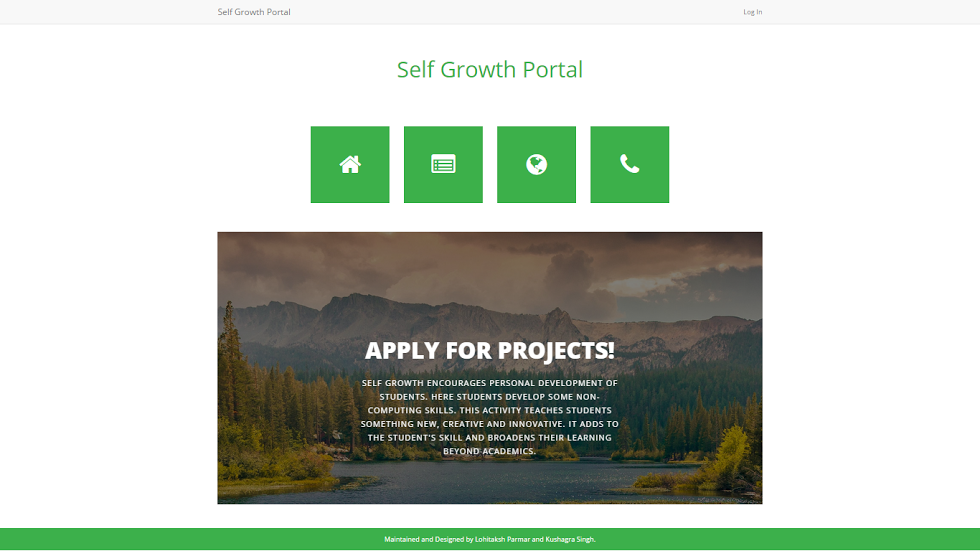 Self Growth Portal
Log In
Self Growth Portal
APPLY FOR PROJECTS!
SELF GROWTH ENCOURAGES PERSONAL DEVELOPMENT OF
STUDENTS. HERE STUDENTS DEVELOP SOME NON-
COMPUTING SKILLS. THIS ACTIVITY TEACHES STUDENTS
SOMETHING NEW, CREATIVE AND INNOVATIVE. IT ADDS TO
THE STUDENT'S SKILL AND BROADENS THEIR LEARNING
BEYOND ACADEMICS.
Maintained and Designed by Lohitaksh Parmar and Kushagra Singh.